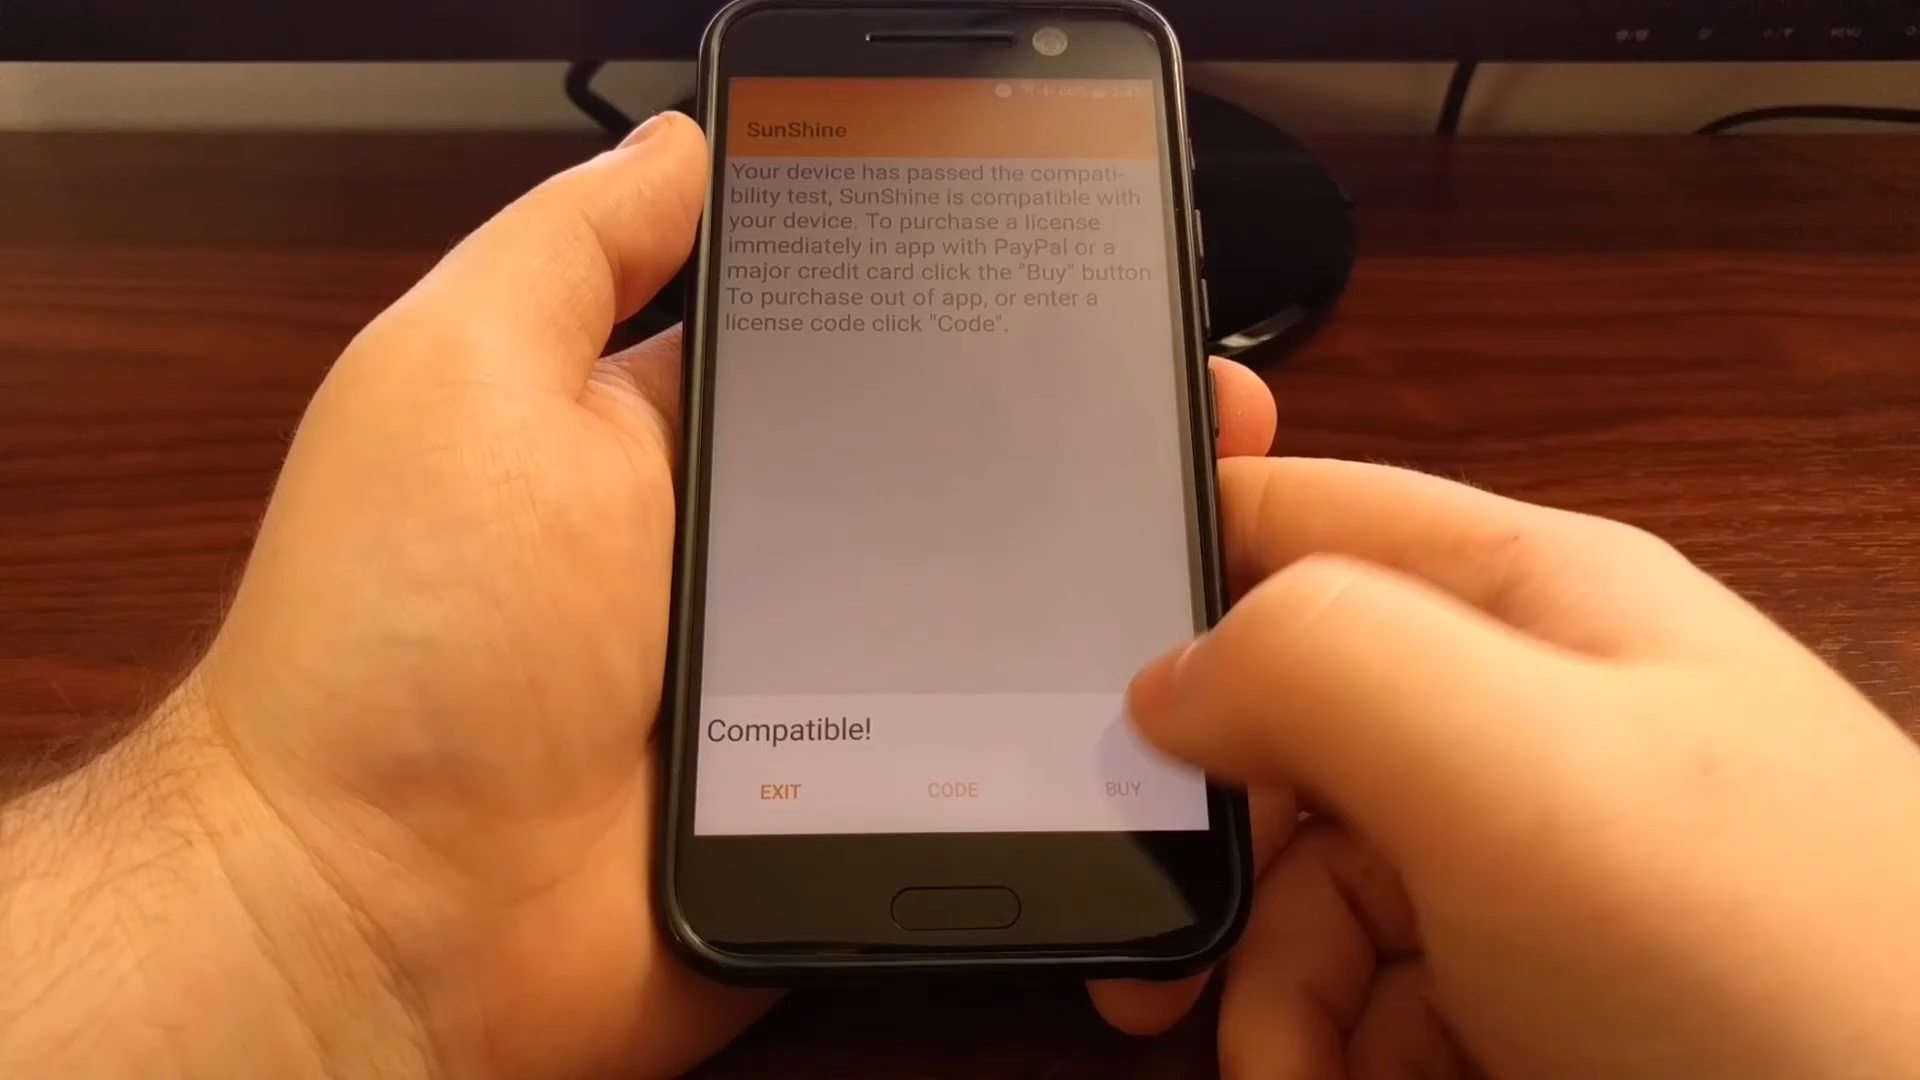 SunShine
Your device has passed the compati-
bility test, SunShine is compatible with
your device. To purchase a license
immediately in app with PayPal or a
major credit card click the "Buy" button.
To purchase out of app, or enter a
license code click "Code".
Compatible!
EXIT CODE BUY